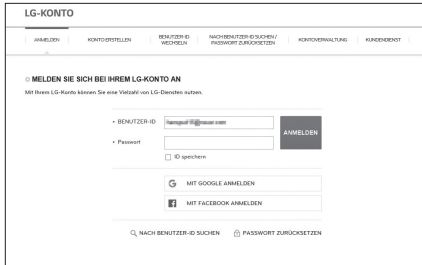 LG-KONTO
ANMELDEN
KONTO ERSTELLEN
BENUTZER-ID
WECHSELN
NACH BENUTZER-ID SUCHEN /
PASSWORT ZURÜCKSETZEN
KONTOVERWALTUNG
KUNDENDIENST
MELDEN SIE SICH BEI IHREM LG-KONTO AN
Mit Ihrem LG-Konto können Sie eine Vielzahl von LG-Diensten nutzen.
BENUTZER-ID
ANMELDEN
Passwort
ID speichern
G MIT GOOGLE ANMELDEN
f MIT FACEBOOK ANMELDEN
NACH BENUTZER-ID SUCHEN
PASSWORT ZURÜCKSETZEN